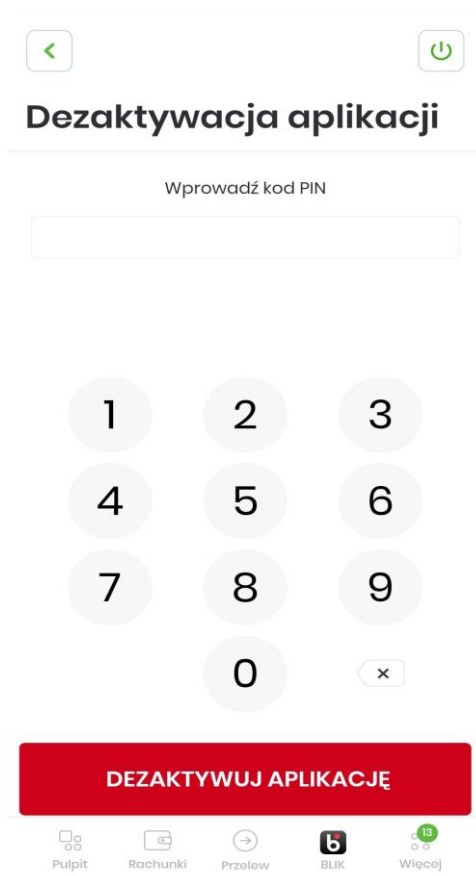 Dezaktywacja aplikacji
Wprowadź kod PIN
1 2 3
4 5 6
7 8 9
0
DEZAKTYWUJ APLIKACJĘ
13
Pulpit Rachunki Przelew BLIK Więcej